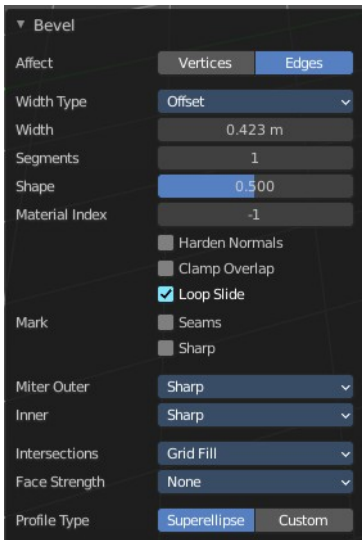 Bevel
Affect Vertices Edges
Width Type Offset
Width 0.423 m
Segments 1
Shape 0.500
Material Index -1
Harden Normals
Clamp Overlap
Loop Slide
Mark Seams
Sharp
Miter Outer Sharp
Inner Sharp
Intersections Grid Fill
Face Strength None
Profile Type Superellipse Custom